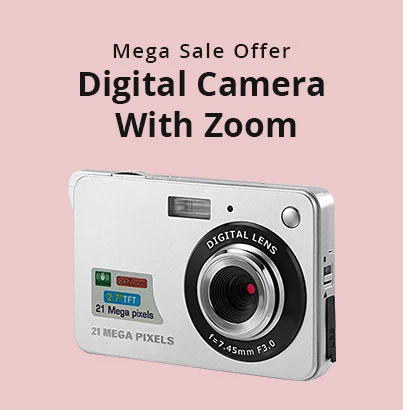 Mega Sale Offer
Digital Camera
With Zoom
DIGITAL LENS
2.7"TFT
21 Mega pixels
21 MEGA PIXELS
f=7.45mm F3.0